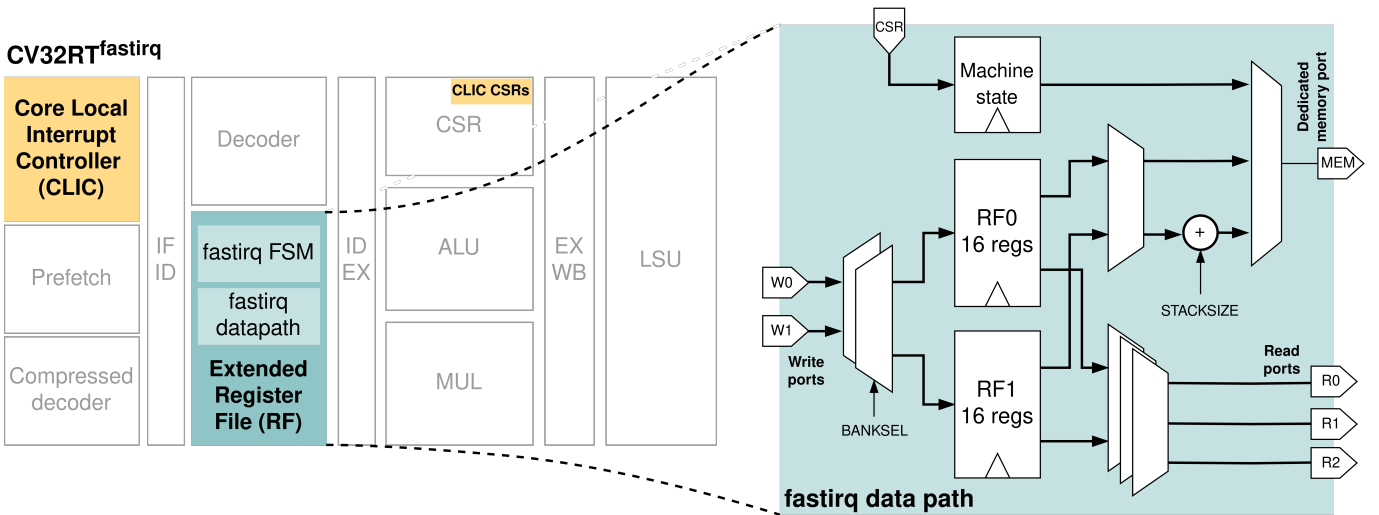 CV32RTfastirq
Core Local
Interrupt
Controller
(CLIC)
Prefetch
Compressed
decoder
IF
ID
Decoder
fastirq FSM
fastirq
datapath
Extended
Register
File (RF)
ID
EX
CLIC CSRs
CSR
ALU
MUL
EX
WB
LSU
CSR
Machine
state
Dedicated
memory port
MEM
RF0
16 regs
+
STACKSIZE
W0
W1
Write
ports
BANKSEL
RF1
16 regs
Read
ports
R0
R1
R2
fastirq data path